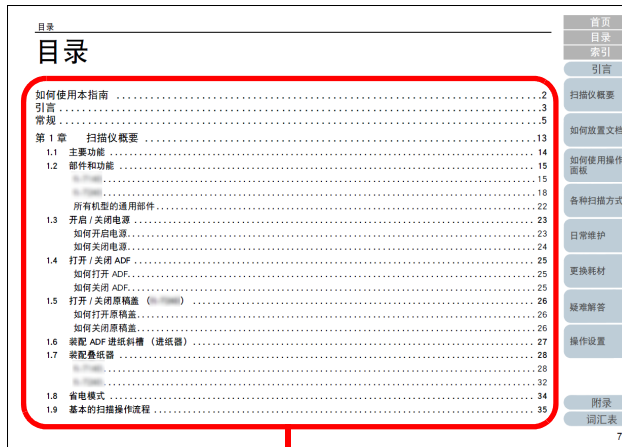 目录
目录
如何使用本指南 ........ 2
引言 ........ 3
常规 ........ 5
第 1 章 扫描仪概要 ........ 13
1.1 主要功能 ........ 14
1.2 部件和功能 ........ 15
........ 15
........ 18
所有机型的通用部件 ........ 22
1.3 开启 / 关闭电源 ........ 23
如何开启电源 ........ 23
如何关闭电源 ........ 24
1.4 打开 / 关闭 ADF ........ 25
如何打开 ADF ........ 25
如何关闭 ADF ........ 25
1.5 打开 / 关闭原稿盖 （ ） ........ 26
如何打开原稿盖 ........ 26
如何关闭原稿盖 ........ 26
1.6 装配 ADF 进纸斜槽 （进纸器） ........ 27
1.7 装配叠纸器 ........ 28
........ 28
........ 32
1.8 省电模式 ........ 34
1.9 基本的扫描操作流程 ........ 35
首页
目录
索引
引言
扫描仪概要
如何放置文档
如何使用操作
面板
各种扫描方式
日常维护
更换耗材
疑难解答
操作设置
附录
词汇表
7